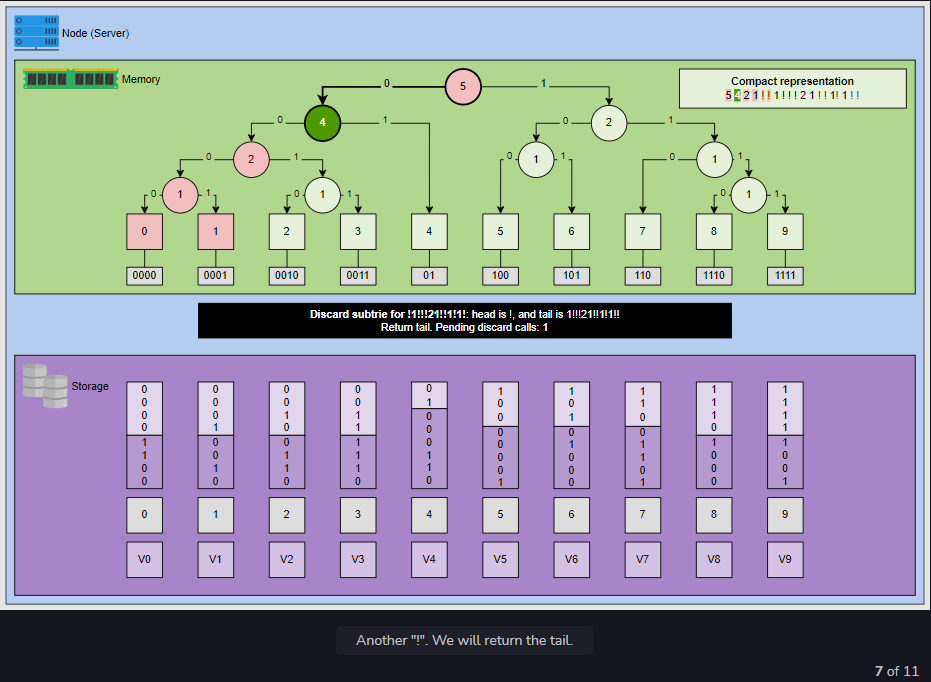 Node (Server)
Memory
Compact representation
5 4 2 1 ! ! 1 ! ! ! 2 1 ! ! 1! 1 ! !
0 5 1
0 4 1 0 2 1
0 2 1 0 1 1 0 1 1
0 1 1 0 1 1 0 1 1
0 1 2 3 4 5 6 7 8 9
0000 0001 0010 0011 01 100 101 110 1110 1111
Discard subtrie for !1!!!21!!1!1!: head is !, and tail is 1!!!21!!1!1!!
Return tail. Pending discard calls: 1
Storage
0 0 0 0 0 1 1 1 1 1
0 0 0 0 1 0 0 1 1 1
0 0 1 1 0 0 1 0 1 1
0 1 0 1 0 0 0 0 0 1
1 0 0 1 0 0 1 1 1 1
1 0 1 1 1 0 0 1 0 0
0 1 1 1 1 0 0 0 0 0
0 0 0 0 0 1 0 1 0 1
0 1 2 3 4 5 6 7 8 9
V0 V1 V2 V3 V4 V5 V6 V7 V8 V9
Another "!". We will return the tail.
7 of 11